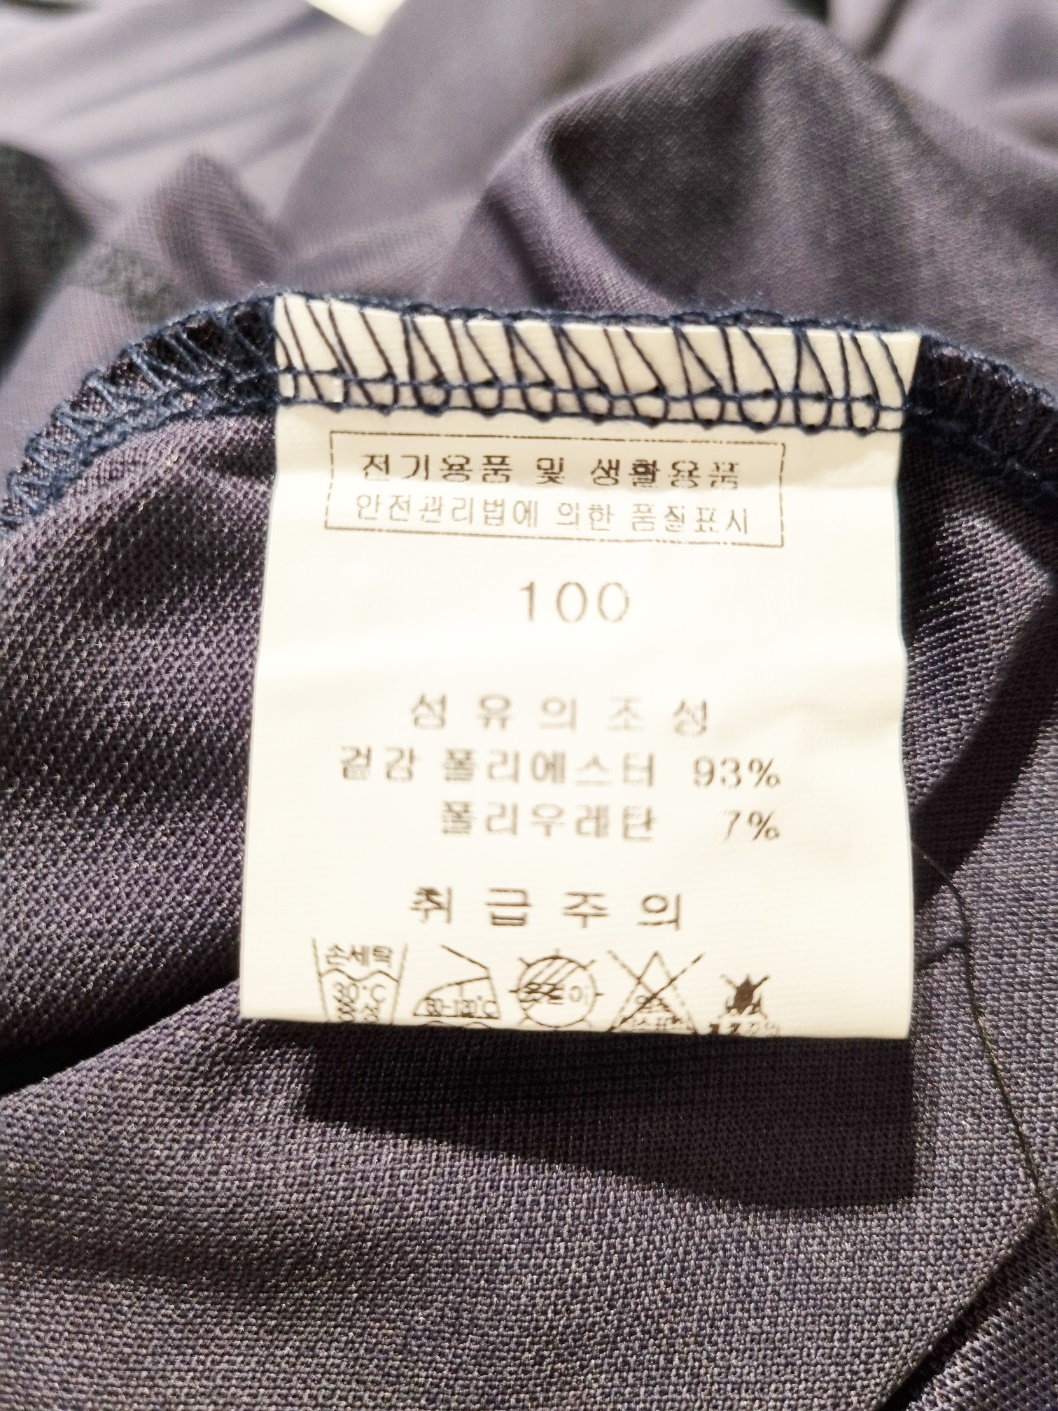 전기용품 및 생활용품
안전관리법에 의한 품질표시
100
섬유의조성
겉감 폴리에스터 93%
폴리우레탄 7%
취급주의
손세탁